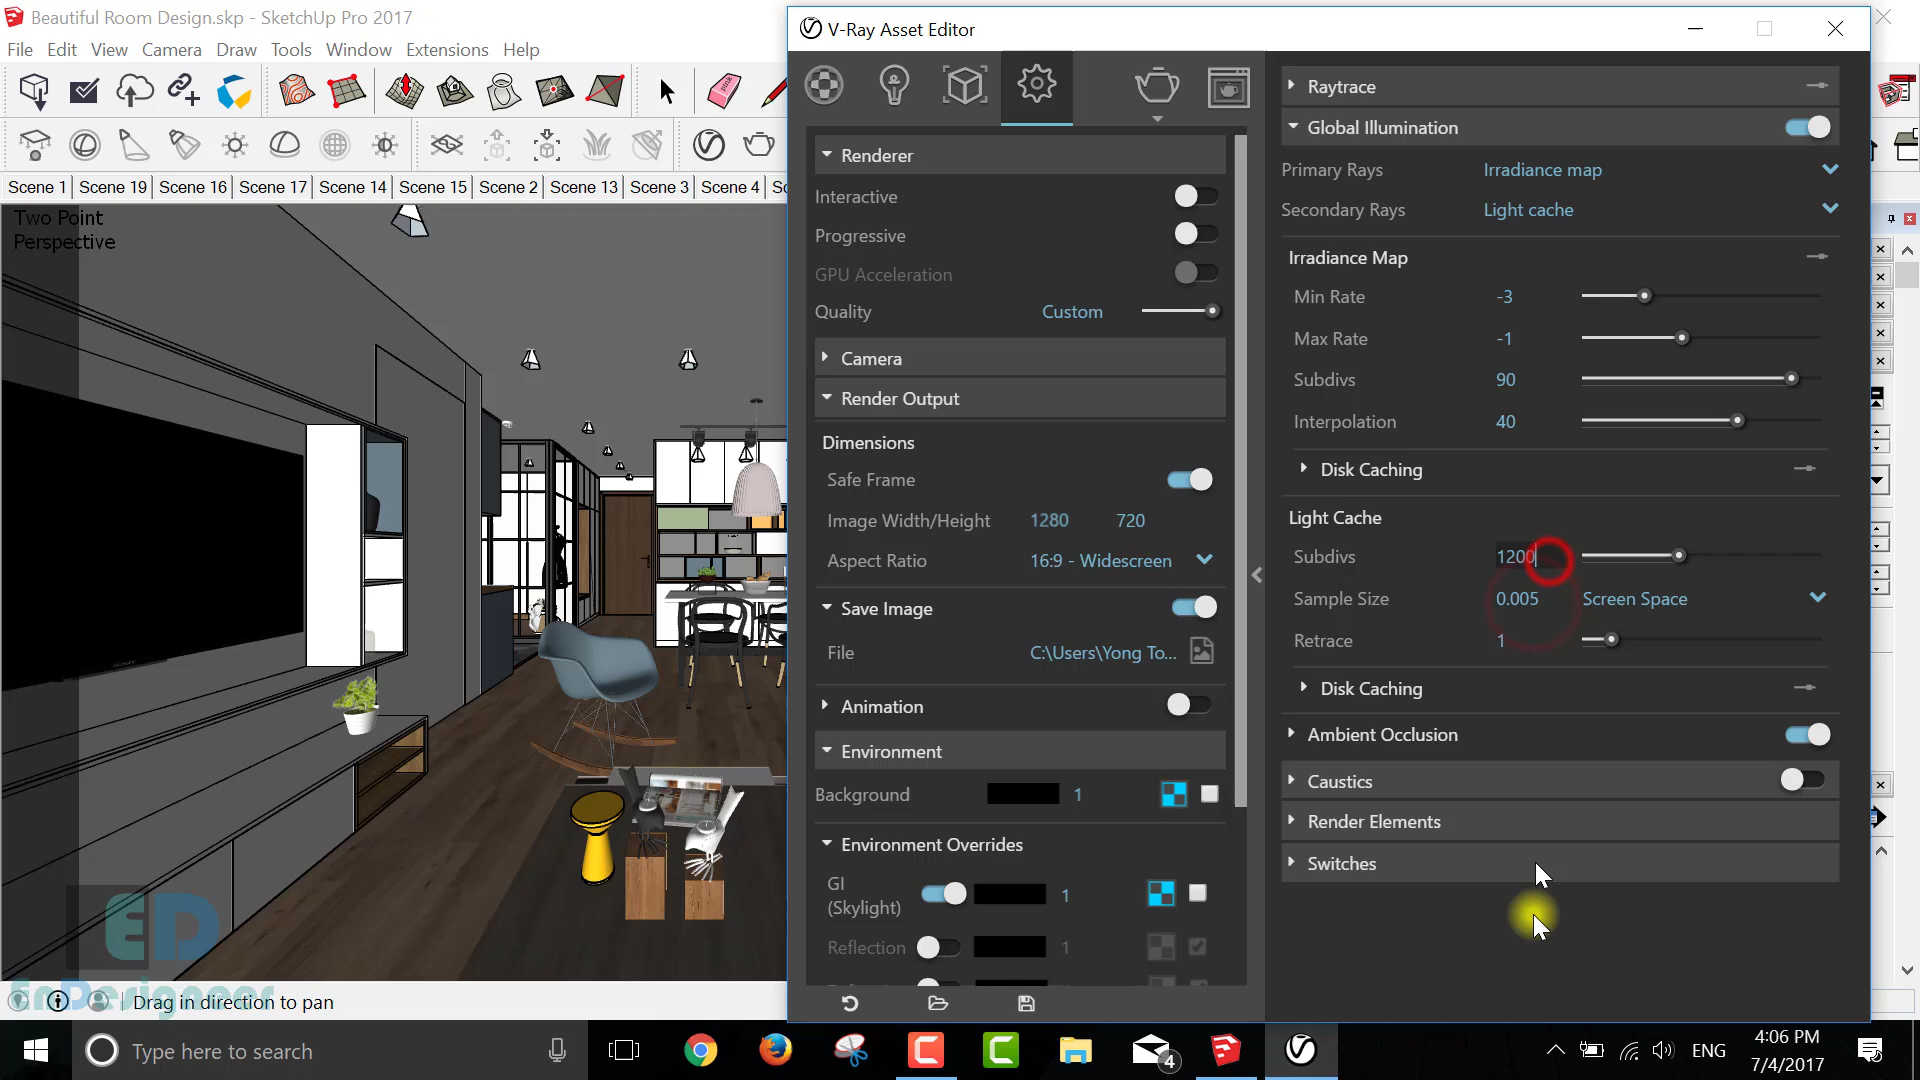 Beautiful Room Design.skp - SketchUp Pro 2017
File Edit View Camera Draw Tools Window Extensions Help
Scene 1 Scene 19 Scene 16 Scene 17 Scene 14 Scene 15 Scene 2 Scene 13 Scene 3 Scene 4
Two Point
Perspective
V-Ray Asset Editor
Renderer
Interactive
Progressive
GPU Acceleration
Quality Custom
Camera
Render Output
Dimensions
Safe Frame
Image Width/Height 1280 720
Aspect Ratio 16:9 - Widescreen
Save Image
File C:\Users\Yong To...
Animation
Environment
Background 1
Environment Overrides
GI
(Skylight) 1
Reflection 1
Raytrace
Global Illumination
Primary Rays Irradiance map
Secondary Rays Light cache
Irradiance Map
Min Rate -3
Max Rate -1
Subdivs 90
Interpolation 40
Disk Caching
Light Cache
Subdivs 1200
Sample Size 0.005 Screen Space
Retrace 1
Disk Caching
Ambient Occlusion
Caustics
Render Elements
Switches
ED
EnDesigneer
Drag in direction to pan
Type here to search
4
ENG
4:06 PM
7/4/2017